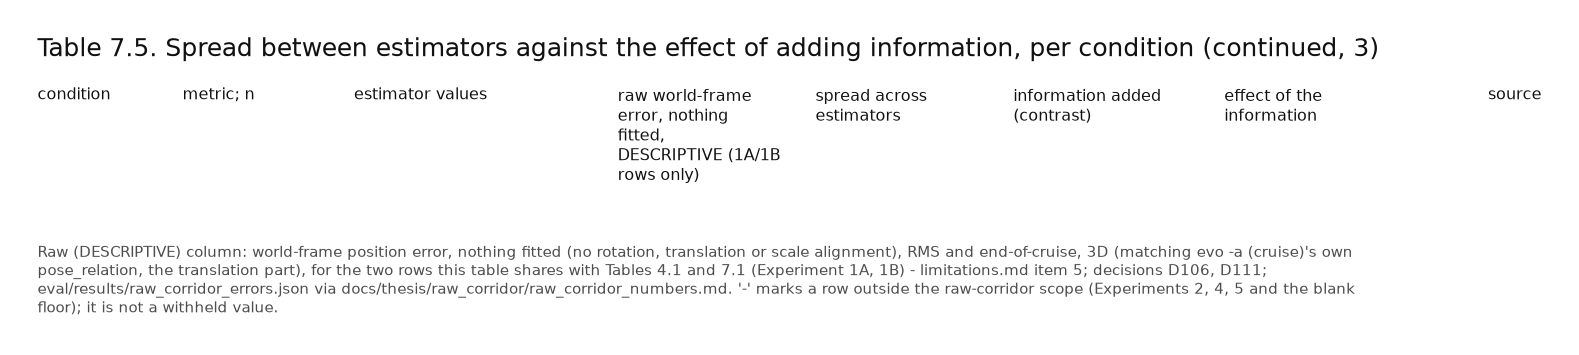 Table 7.5. Spread between estimators against the effect of adding information, per condition (continued, 3)
condition
metric; n
estimator values
raw world-frame
error, nothing
fitted,
DESCRIPTIVE (1A/1B
rows only)
spread across
estimators
information added
(contrast)
effect of the
information
source
Raw (DESCRIPTIVE) column: world-frame position error, nothing fitted (no rotation, translation or scale alignment), RMS and end-of-cruise, 3D (matching evo -a (cruise)'s own
pose_relation, the translation part), for the two rows this table shares with Tables 4.1 and 7.1 (Experiment 1A, 1B) - limitations.md item 5; decisions D106, D111;
eval/results/raw_corridor_errors.json via docs/thesis/raw_corridor/raw_corridor_numbers.md. '-' marks a row outside the raw-corridor scope (Experiments 2, 4, 5 and the blank
floor); it is not a withheld value.